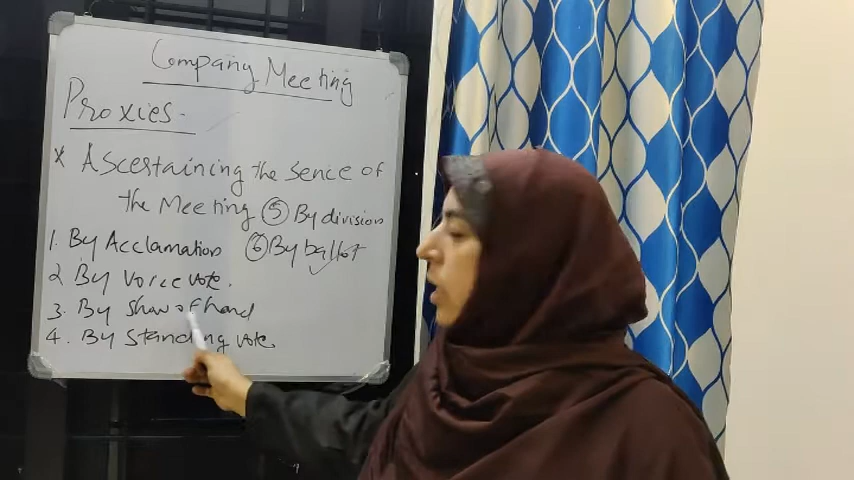 Company Meeting
Proxies-
x Ascertaining the sence of
the Meeting ⑤ By division
1. By Acclamation ⑥ By ballot
2 By Voice vote.
3. By Show of hand
4. By Standing vote